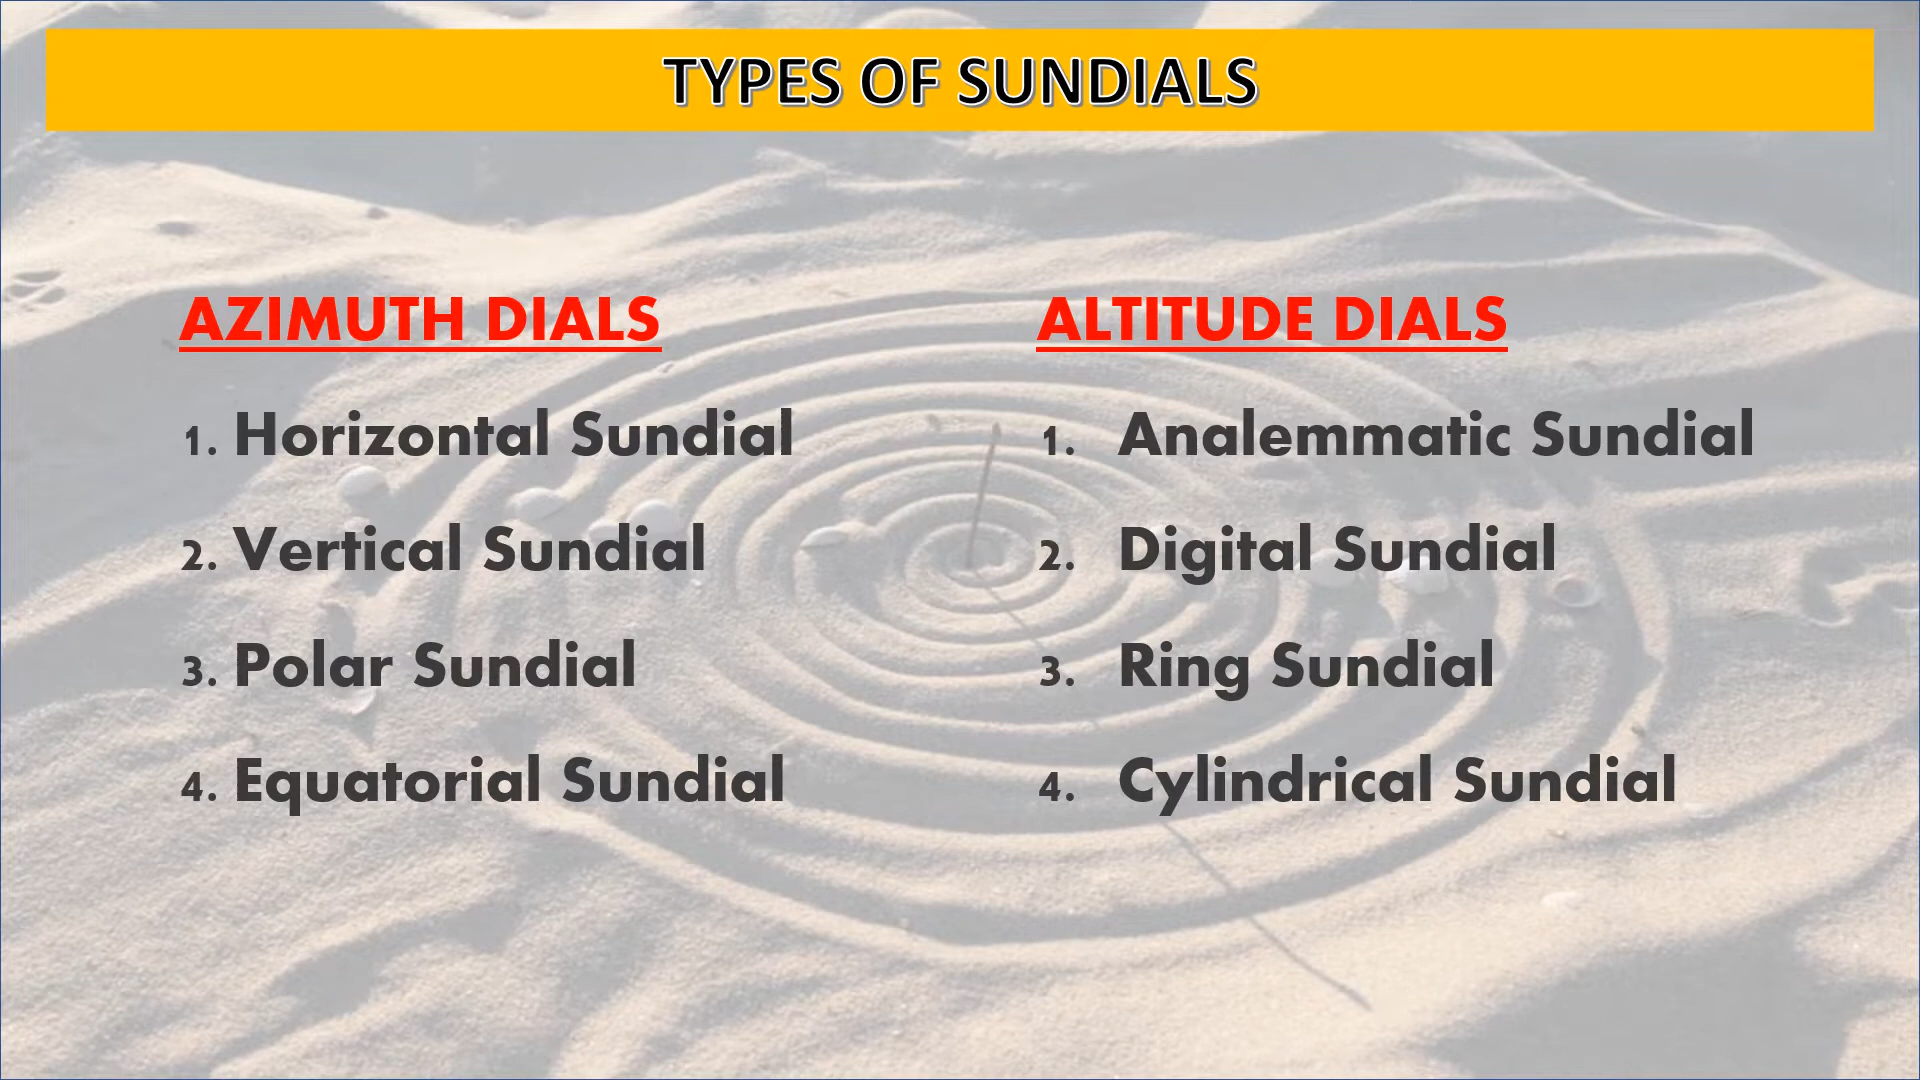 TYPES OF SUNDIALS
AZIMUTH DIALS
1. Horizontal Sundial
2. Vertical Sundial
3. Polar Sundial
4. Equatorial Sundial
ALTITUDE DIALS
1. Analemmatic Sundial
2. Digital Sundial
3. Ring Sundial
4. Cylindrical Sundial